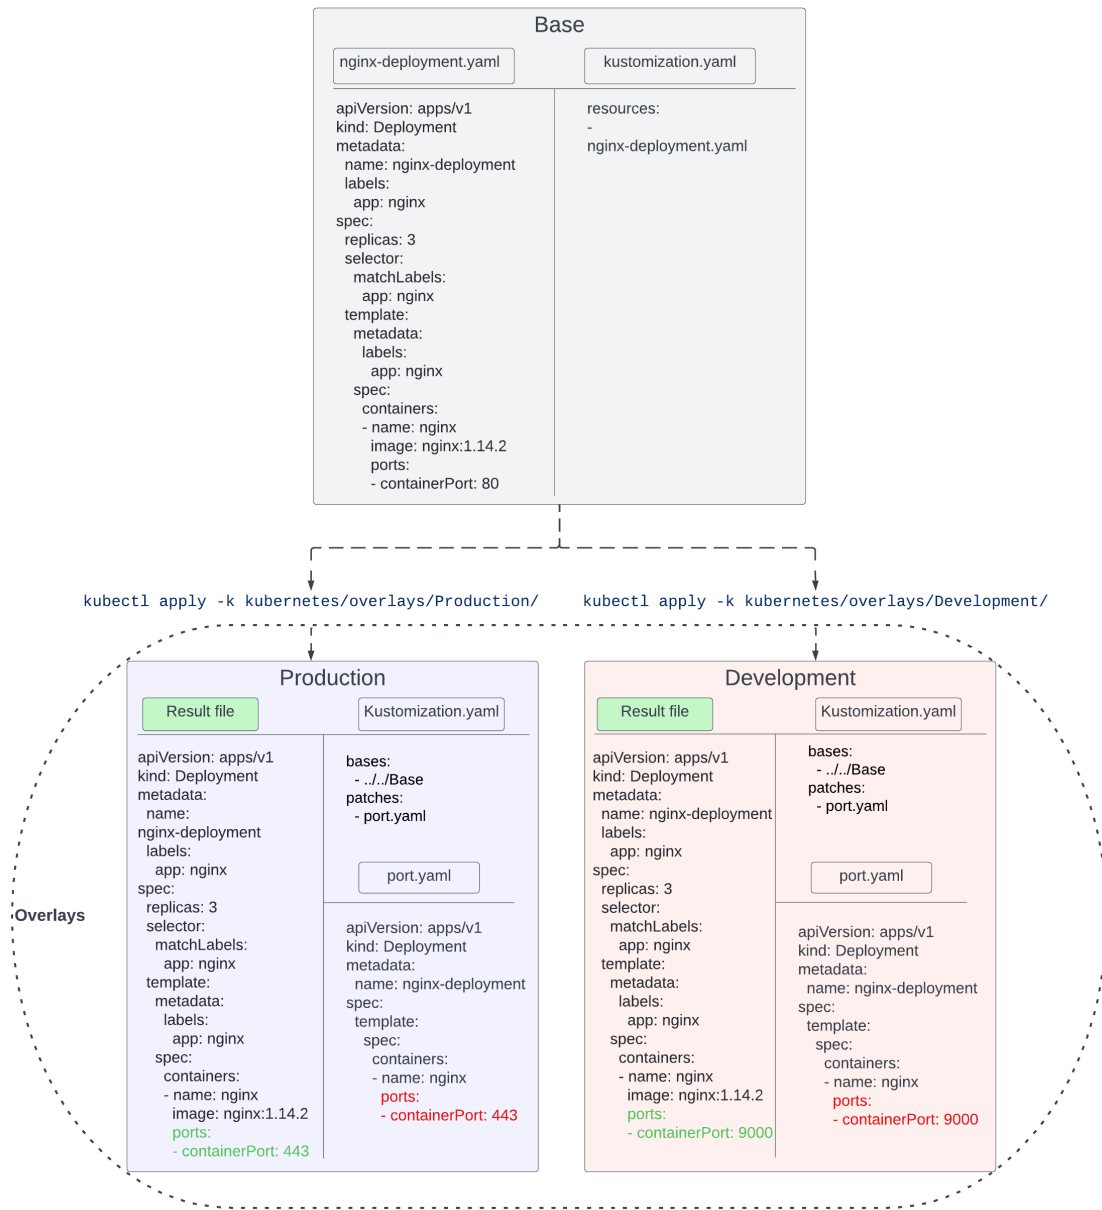 Base
nginx-deployment.yaml
apiVersion: apps/v1
kind: Deployment
metadata:
  name: nginx-deployment
  labels:
    app: nginx
spec:
  replicas: 3
  selector:
    matchLabels:
      app: nginx
  template:
    metadata:
      labels:
        app: nginx
    spec:
      containers:
      - name: nginx
        image: nginx:1.14.2
        ports:
        - containerPort: 80
kustomization.yaml
resources:
-
nginx-deployment.yaml
kubectl apply -k kubernetes/overlays/Production/
kubectl apply -k kubernetes/overlays/Development/
Overlays
Production
Result file
apiVersion: apps/v1
kind: Deployment
metadata:
  name:
nginx-deployment
  labels:
    app: nginx
spec:
  replicas: 3
  selector:
    matchLabels:
      app: nginx
  template:
    metadata:
      labels:
        app: nginx
    spec:
      containers:
      - name: nginx
        image: nginx:1.14.2
        ports:
        - containerPort: 443
Kustomization.yaml
bases:
  - ../../Base
patches:
  - port.yaml
port.yaml
apiVersion: apps/v1
kind: Deployment
metadata:
  name: nginx-deployment
spec:
  template:
    spec:
      containers:
      - name: nginx
        ports:
        - containerPort: 443
Development
Result file
apiVersion: apps/v1
kind: Deployment
metadata:
  name: nginx-deployment
  labels:
    app: nginx
spec:
  replicas: 3
  selector:
    matchLabels:
      app: nginx
  template:
    metadata:
      labels:
        app: nginx
    spec:
      containers:
      - name: nginx
        image: nginx:1.14.2
        ports:
        - containerPort: 9000
Kustomization.yaml
bases:
  - ../../Base
patches:
  - port.yaml
port.yaml
apiVersion: apps/v1
kind: Deployment
metadata:
  name: nginx-deployment
spec:
  template:
    spec:
      containers:
      - name: nginx
        ports:
        - containerPort: 9000